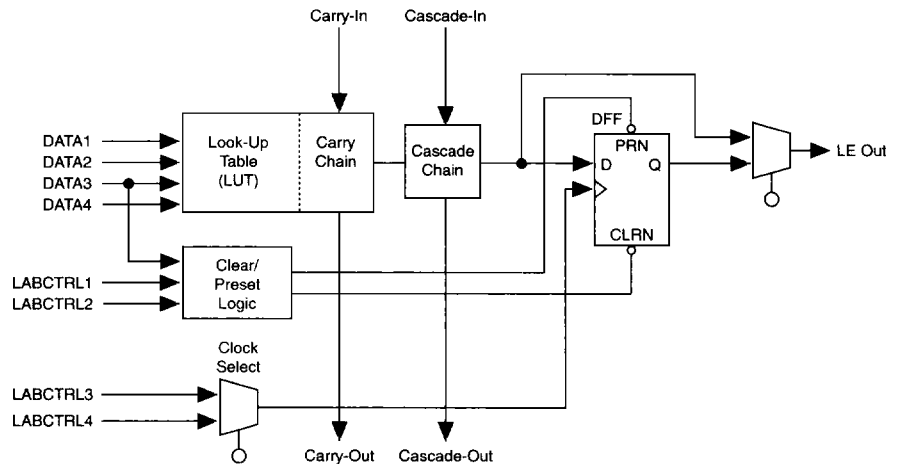 Carry-In
Cascade-In
DFF
DATA1
DATA2
DATA3
DATA4
Look-Up
Table
(LUT)
Carry
Chain
Cascade
Chain
PRN
D
Q
CLRN
LE Out
LABCTRL1
LABCTRL2
Clear/
Preset
Logic
Clock
Select
LABCTRL3
LABCTRL4
Carry-Out
Cascade-Out